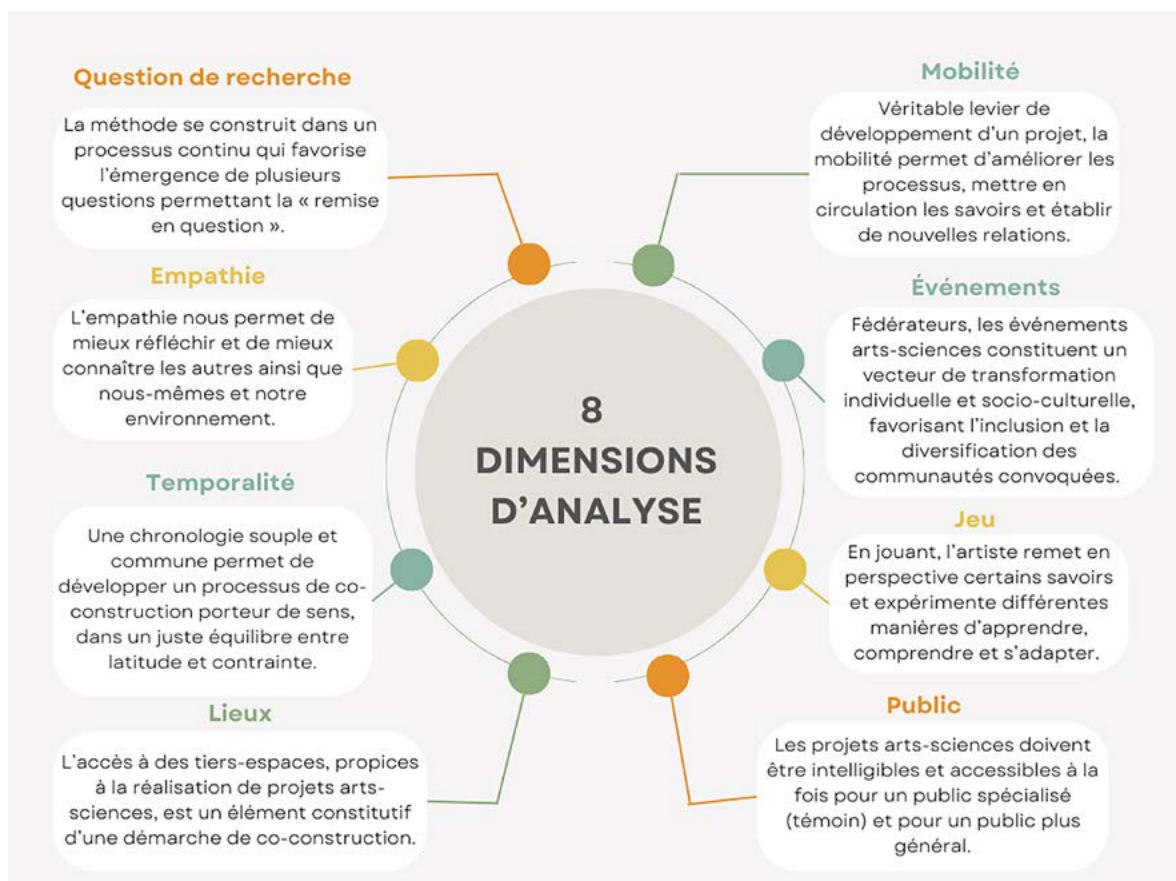 Question de recherche
La méthode se construit dans un
processus continu qui favorise
l’émergence de plusieurs
questions permettant la « remise
en question ».
Empathie
L’empathie nous permet de
mieux réfléchir et de mieux
connaître les autres ainsi que
nous-mêmes et notre
environnement.
Temporalité
Une chronologie souple et
commune permet de
développer un processus de co-
construction porteur de sens,
dans un juste équilibre entre
latitude et contrainte.
Lieux
L’accès à des tiers-espaces, propices
à la réalisation de projets arts-
sciences, est un élément constitutif
d’une démarche de co-construction.
8
DIMENSIONS
D’ANALYSE
Mobilité
Véritable levier de
développement d’un projet, la
mobilité permet d’améliorer les
processus, mettre en
circulation les savoirs et établir
de nouvelles relations.
Événements
Fédérateurs, les événements
arts-sciences constituent un
vecteur de transformation
individuelle et socio-culturelle,
favorisant l’inclusion et la
diversification des
communautés convoquées.
Jeu
En jouant, l’artiste remet en
perspective certains savoirs
et expérimente différentes
manières d’apprendre,
comprendre et s’adapter.
Public
Les projets arts-sciences doivent
être intelligibles et accessibles à la
fois pour un public spécialisé
(témoin) et pour un public plus
général.